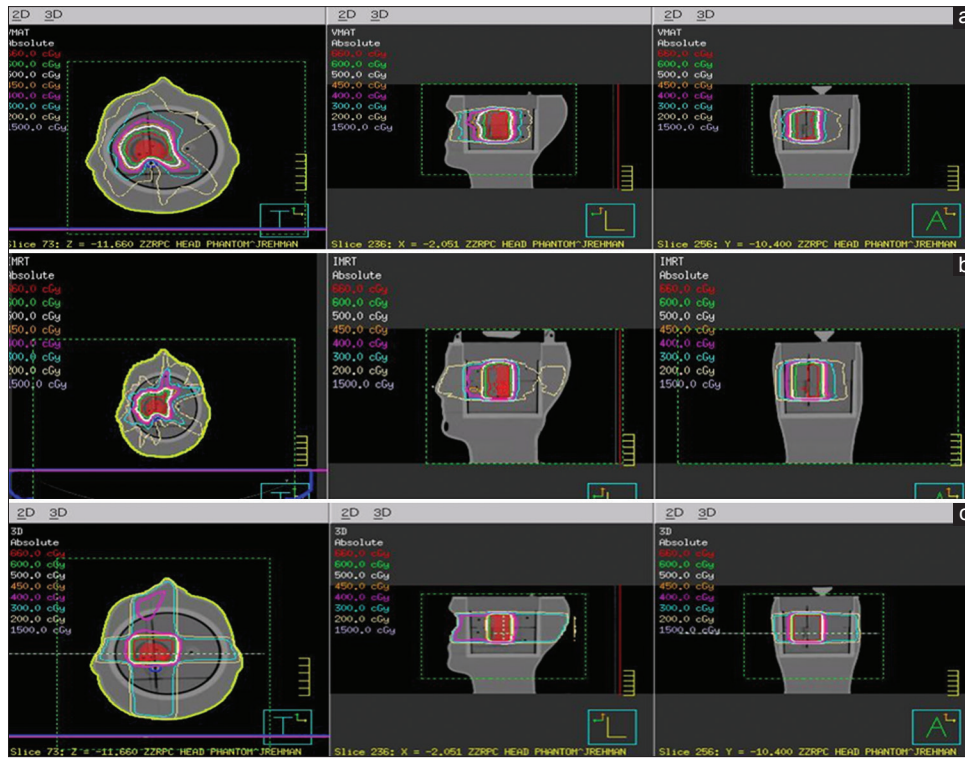 2D 3D
2D 3D
2D 3D
a
VMAT
Absolute
660.0 cGy
600.0 cGy
500.0 cGy
450.0 cGy
400.0 cGy
300.0 cGy
200.0 cGy
1500.0 cGy
T
Slice 73: Z = -11.660 ZZRPC HEAD PHANTOM^JREHMAN
VMAT
Absolute
660.0 cGy
600.0 cGy
500.0 cGy
450.0 cGy
400.0 cGy
300.0 cGy
200.0 cGy
1500.0 cGy
L
Slice 236: X = -2.051 ZZRPC HEAD PHANTOM^JREHMAN
VMAT
Absolute
660.0 cGy
600.0 cGy
500.0 cGy
450.0 cGy
400.0 cGy
300.0 cGy
200.0 cGy
1500.0 cGy
A
Slice 256: Y = -10.400 ZZRPC HEAD PHANTOM^JREHMAN
b
IMRT
Absolute
660.0 cGy
600.0 cGy
500.0 cGy
450.0 cGy
400.0 cGy
300.0 cGy
200.0 cGy
1500.0 cGy
T
IMRT
Absolute
660.0 cGy
600.0 cGy
500.0 cGy
450.0 cGy
400.0 cGy
300.0 cGy
200.0 cGy
1500.0 cGy
L
IMRT
Absolute
660.0 cGy
600.0 cGy
500.0 cGy
450.0 cGy
400.0 cGy
300.0 cGy
200.0 cGy
1500.0 cGy
A
2D 3D
2D 3D
2D 3D
3D
Absolute
660.0 cGy
600.0 cGy
500.0 cGy
450.0 cGy
400.0 cGy
300.0 cGy
200.0 cGy
1500.0 cGy
T
Slice 73: Z = -11.660 ZZRPC HEAD PHANTOM^JREHMAN
3D
Absolute
660.0 cGy
600.0 cGy
500.0 cGy
450.0 cGy
400.0 cGy
300.0 cGy
200.0 cGy
1500.0 cGy
L
Slice 236: X = -2.051 ZZRPC HEAD PHANTOM^JREHMAN
3D
Absolute
660.0 cGy
600.0 cGy
500.0 cGy
450.0 cGy
400.0 cGy
300.0 cGy
200.0 cGy
1500.0 cGy
A
Slice 256: Y = -10.400 ZZRPC HEAD PHANTOM^JREHMAN